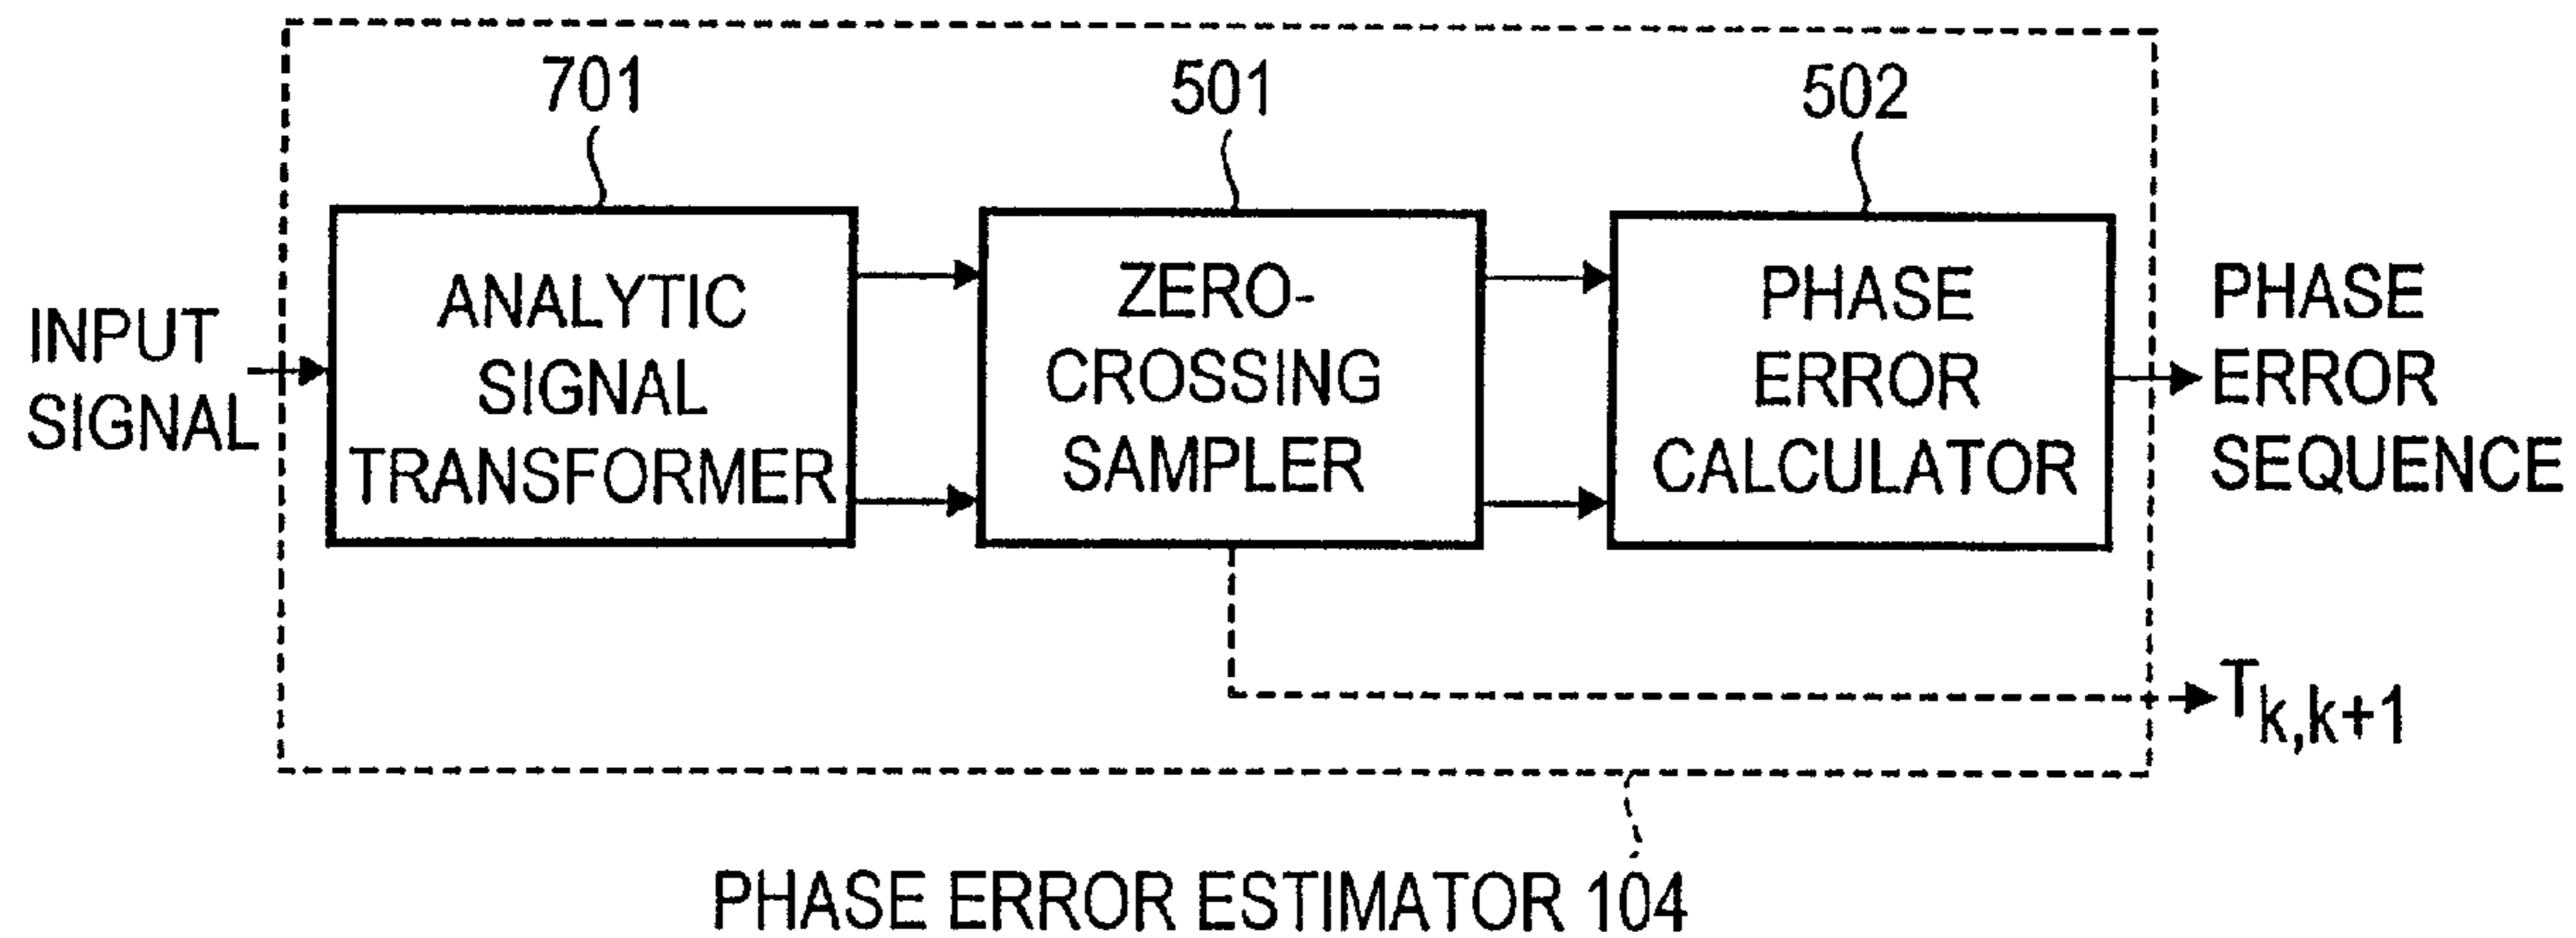 701
501
502
INPUT
SIGNAL
ANALYTIC
SIGNAL
TRANSFORMER
ZERO-
CROSSING
SAMPLER
PHASE
ERROR
CALCULATOR
PHASE
ERROR
SEQUENCE
Tk,k+1
PHASE ERROR ESTIMATOR 104